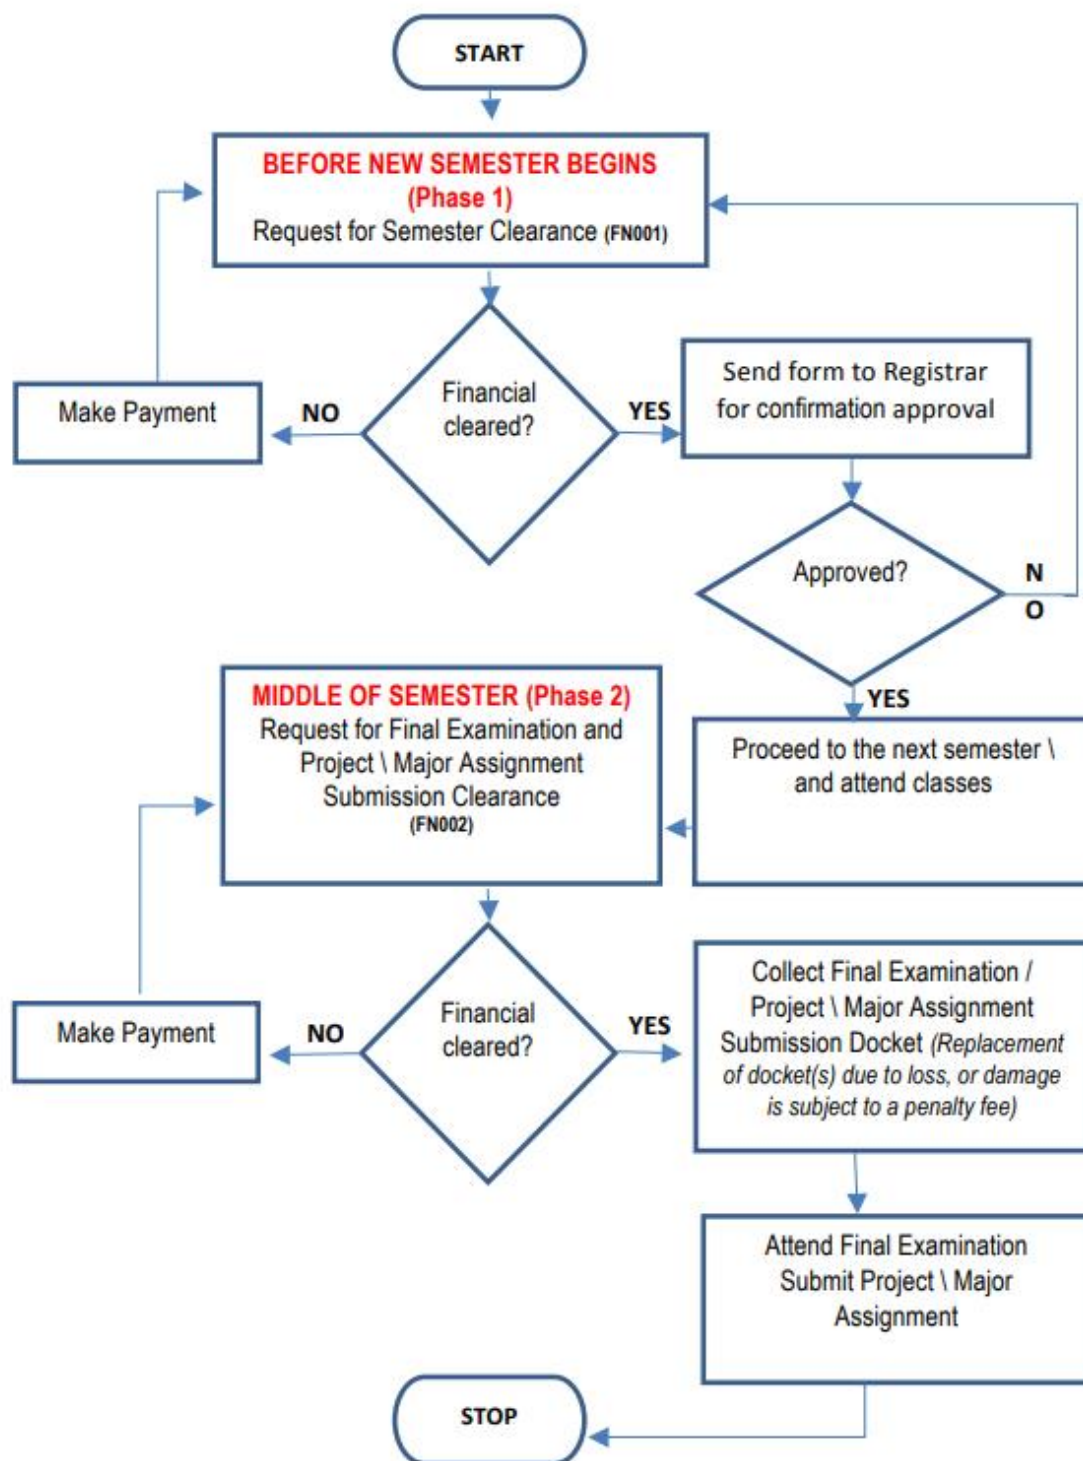 START
BEFORE NEW SEMESTER BEGINS
(Phase 1)
Request for Semester Clearance (FN001)
Make Payment
NO
Financial
cleared?
YES
Send form to Registrar
for confirmation approval
Approved?
N
O
YES
Proceed to the next semester \
and attend classes
MIDDLE OF SEMESTER (Phase 2)
Request for Final Examination and
Project \ Major Assignment
Submission Clearance
(FN002)
Make Payment
NO
Financial
cleared?
YES
Collect Final Examination /
Project \ Major Assignment
Submission Docket (Replacement
of docket(s) due to loss, or damage
is subject to a penalty fee)
Attend Final Examination
Submit Project \ Major
Assignment
STOP